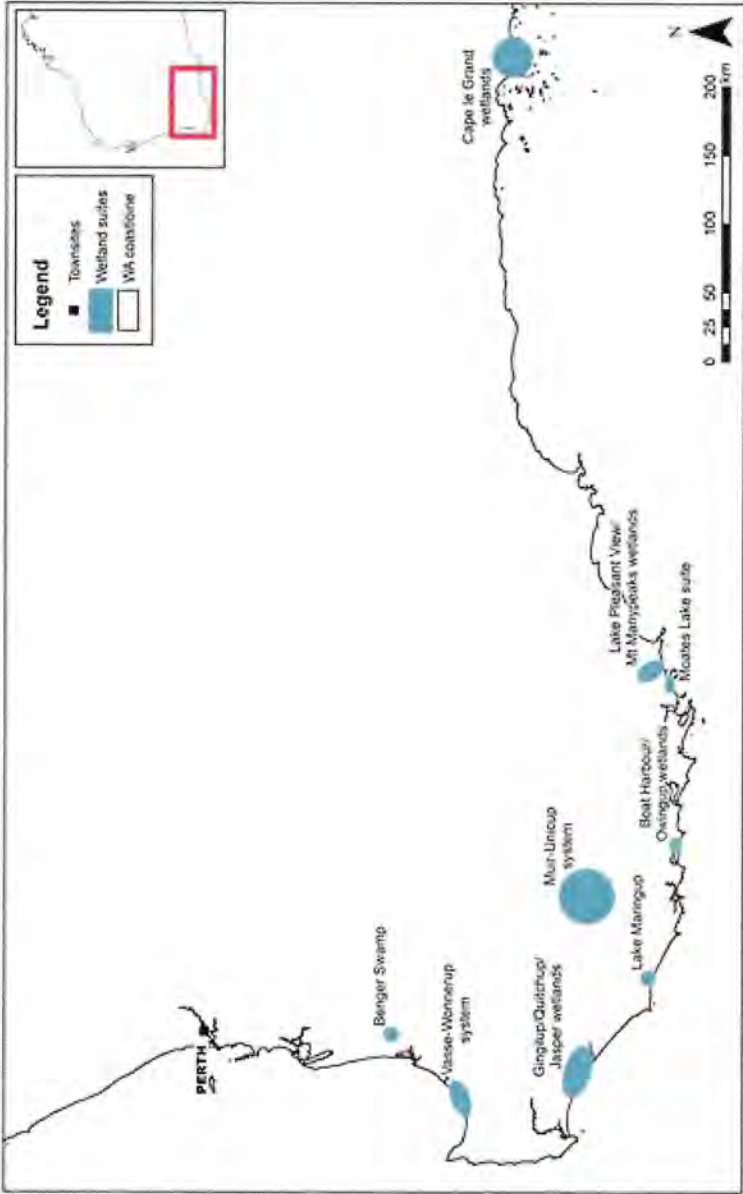 Legend
Townsites
Wetland suites
WA coastloine
PERTH
Benger Swamp
Vasse-Wonnerup
system
Gingilup/Quitchup/
Jasper wetlands
Muir-Unicup
system
Lake Maringup
Boat Harbour/
Owingup wetlands
Lake Pleasant View/
Mt Manypeaks wetlands
Moates Lake suite
Cape le Grand
wetlands
N
0 25 50 100 150 200
km